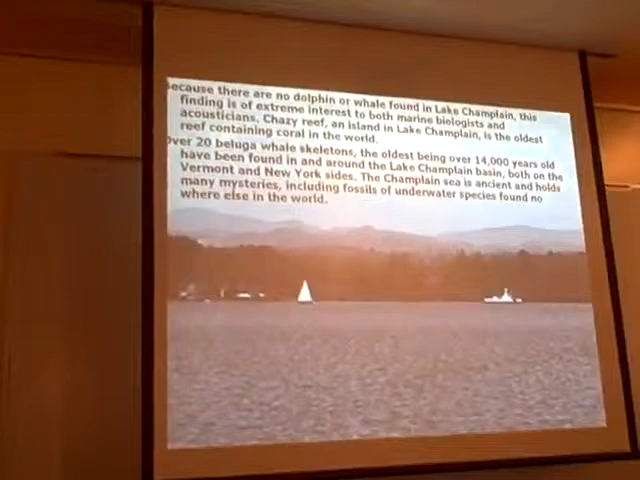 Because there are no dolphin or whale found in Lake Champlain, this
finding is of extreme interest to both marine biologists and
acousticians. Chazy reef, an island in Lake Champlain, is the oldest
reef containing coral in the world.
Over 20 beluga whale skeletons, the oldest being over 14,000 years old
have been found in and around the Lake Champlain basin, both on the
Vermont and New York sides. The Champlain sea is ancient and holds
many mysteries, including fossils of underwater species found no
where else in the world.